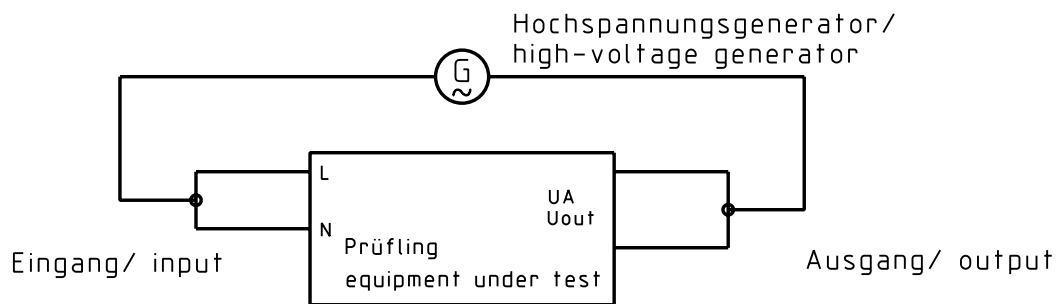 Hochspannungsgenerator/
high-voltage generator
G
~
L
N
UA
Uout
Prüfling
equipment under test
Eingang/ input
Ausgang/ output